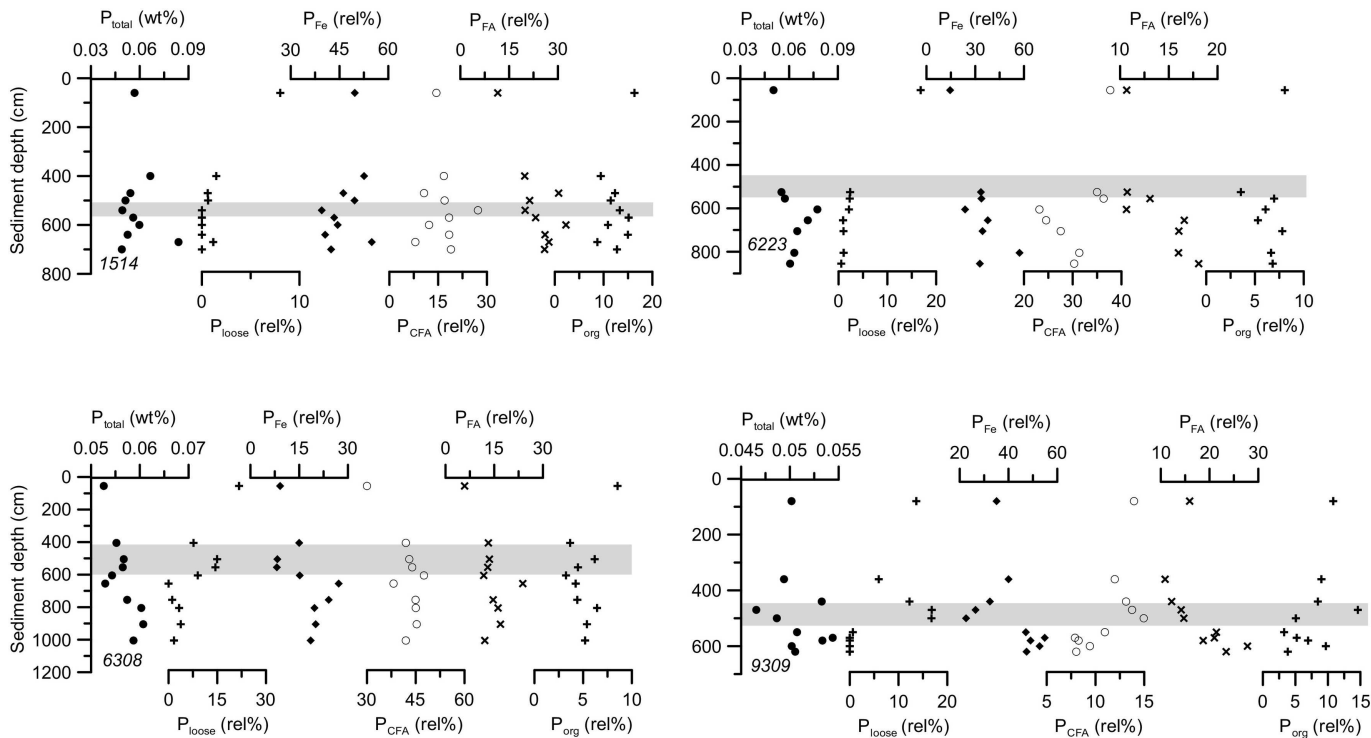 P_total (wt%) P_Fe (rel%) P_FA (rel%)
0.03 0.06 0.09 30 45 60 0 15 30
Sediment depth (cm)
0
200
400
600
800
1514
0 10 0 15 30 0 10 20
P_loose (rel%) P_CFA (rel%) P_org (rel%)
P_total (wt%) P_Fe (rel%) P_FA (rel%)
0.03 0.06 0.09 0 30 60 10 15 20
0
200
400
600
800
6223
0 10 20 20 30 40 0 5 10
P_loose (rel%) P_CFA (rel%) P_org (rel%)
P_total (wt%) P_Fe (rel%) P_FA (rel%)
0.05 0.06 0.07 0 15 30 0 15 30
Sediment depth (cm)
0
200
400
600
800
1000
1200
6308
0 15 30 30 45 60 0 5 10
P_loose (rel%) P_CFA (rel%) P_org (rel%)
P_total (wt%) P_Fe (rel%) P_FA (rel%)
0.045 0.05 0.055 20 40 60 10 20 30
0
200
400
600
9309
0 10 20 5 10 15 0 5 10 15
P_loose (rel%) P_CFA (rel%) P_org (rel%)